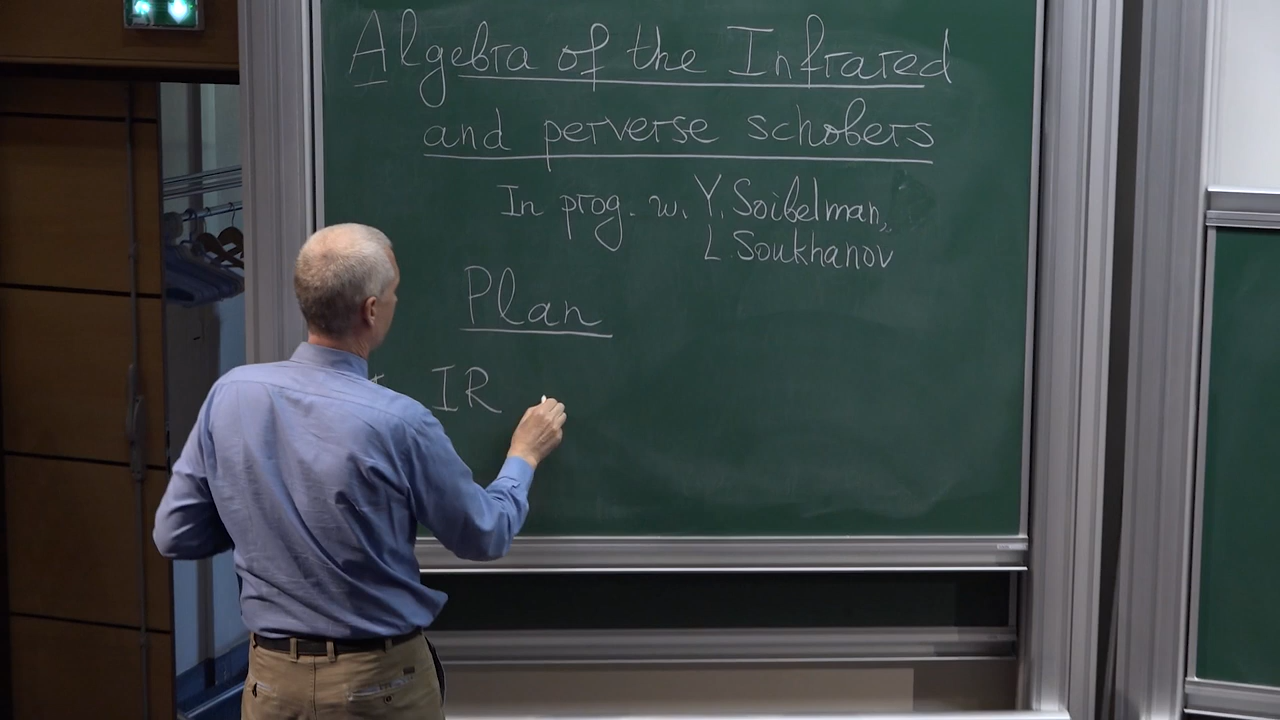 Algebra of the Infrared
and perverse schobers
In prog. w. Y. Soibelman,
L. Soukhanov
Plan
IR